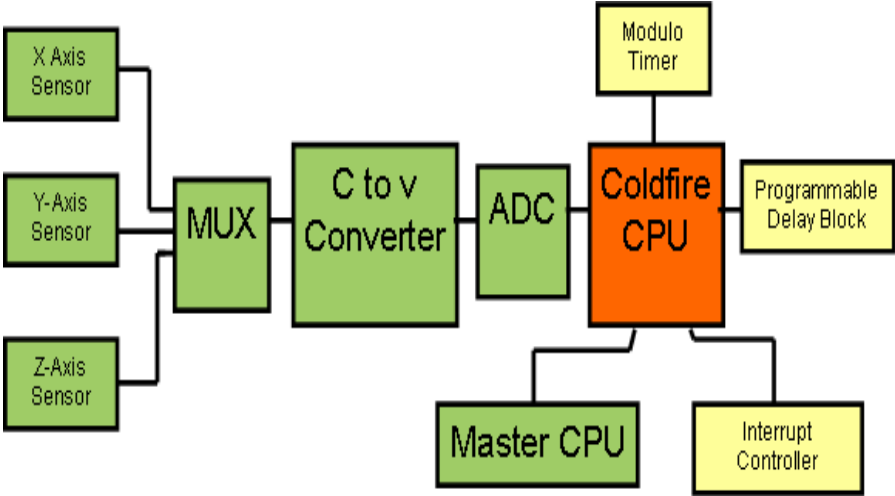 X Axis
Sensor
Y-Axis
Sensor
Z-Axis
Sensor
MUX
C to v
Converter
ADC
Coldfire
CPU
Modulo
Timer
Programmable
Delay Block
Master CPU
Interrupt
Controller